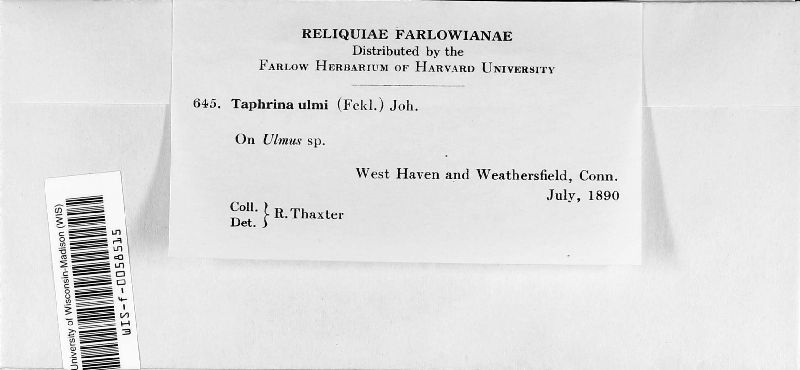 RELIQUIAE FARLOWIANAE
Distributed by the
FARLOW HERBARIUM OF HARVARD UNIVERSITY
645. Taphrina ulmi (Fckl.) Joh.
On Ulmus sp.
West Haven and Weathersfield, Conn.
July, 1890
Coll. } R. Thaxter
Det.
University of Wisconsin-Madison (WIS)
WIS-f-0058515